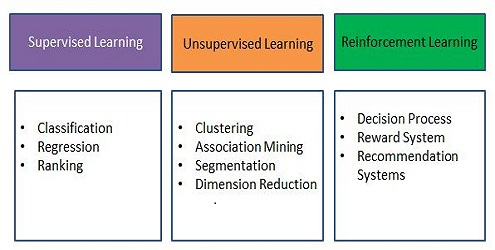 Supervised Learning
Unsupervised Learning
Reinforcement Learning
• Classification
• Regression
• Ranking
• Clustering
• Association Mining
• Segmentation
• Dimension Reduction
.
• Decision Process
• Reward System
• Recommendation
Systems